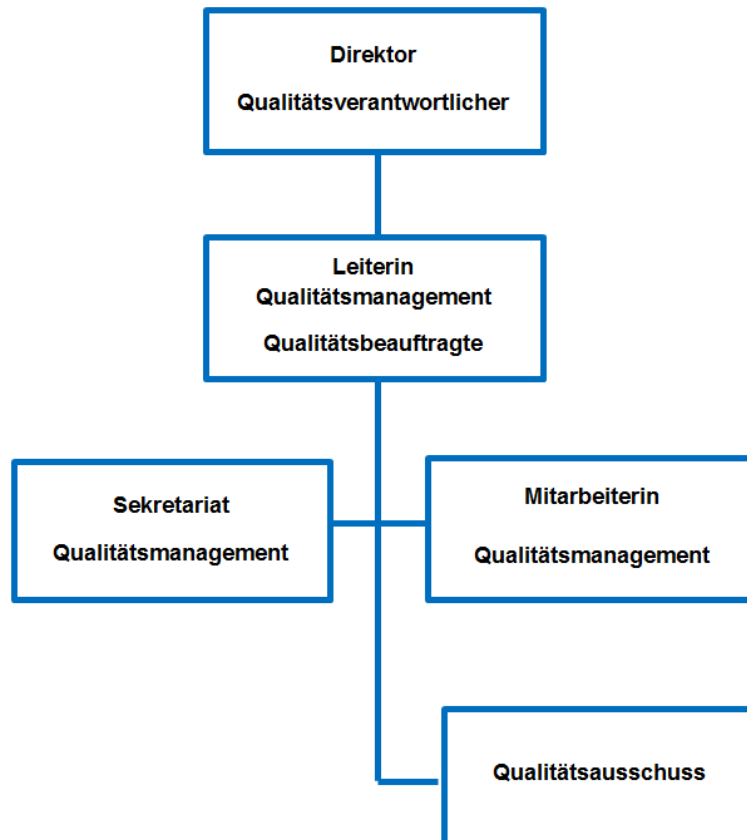 Direktor
Qualitätsverantwortlicher
Leiterin
Qualitätsmanagement
Qualitätsbeauftragte
Sekretariat
Qualitätsmanagement
Mitarbeiterin
Qualitätsmanagement
Qualitätsausschuss